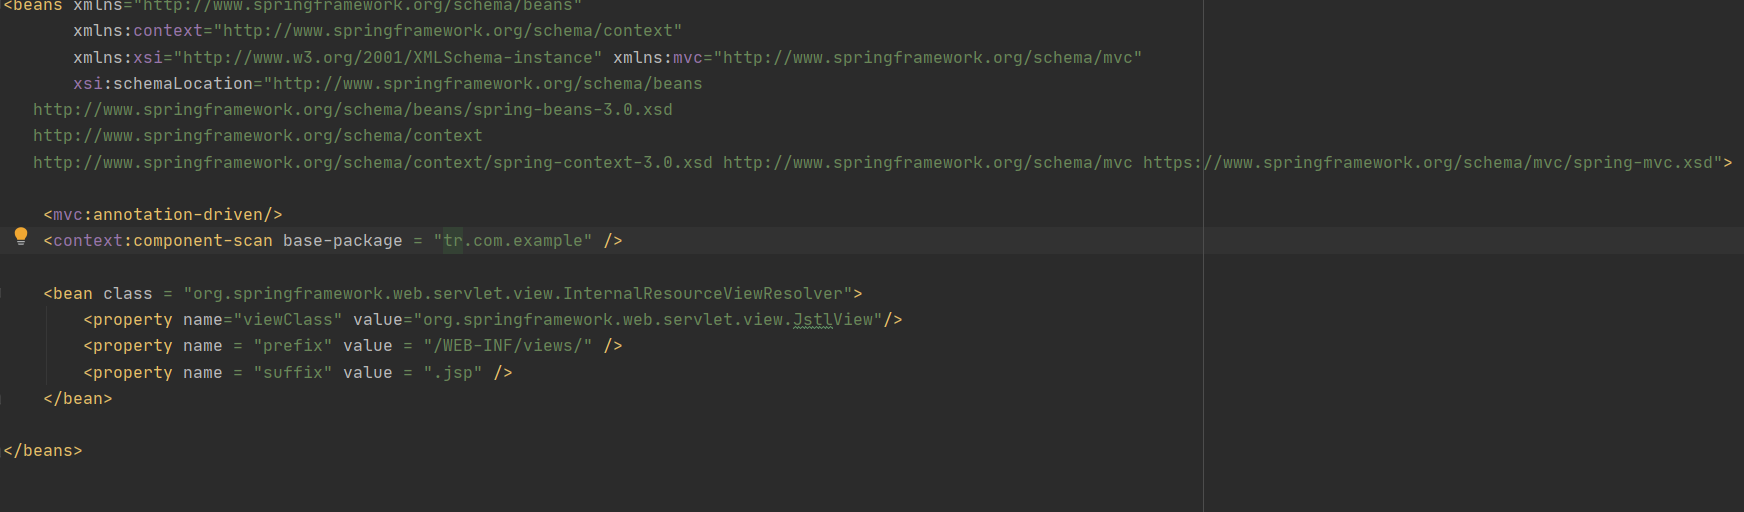 <beans xmlns="http://www.springframework.org/schema/beans"
xmlns:context="http://www.springframework.org/schema/context"
xmlns:xsi="http://www.w3.org/2001/XMLSchema-instance" xmlns:mvc="http://www.springframework.org/schema/mvc"
xsi:schemaLocation="http://www.springframework.org/schema/beans
http://www.springframework.org/schema/beans/spring-beans-3.0.xsd
http://www.springframework.org/schema/context
http://www.springframework.org/schema/context/spring-context-3.0.xsd http://www.springframework.org/schema/mvc https://www.springframework.org/schema/mvc/spring-mvc.xsd">
<mvc:annotation-driven/>
<context:component-scan base-package = "tr.com.example" />
<bean class = "org.springframework.web.servlet.view.InternalResourceViewResolver">
<property name="viewClass" value="org.springframework.web.servlet.view.JstlView"/>
<property name = "prefix" value = "/WEB-INF/views/" />
<property name = "suffix" value = ".jsp" />
</bean>
</beans>